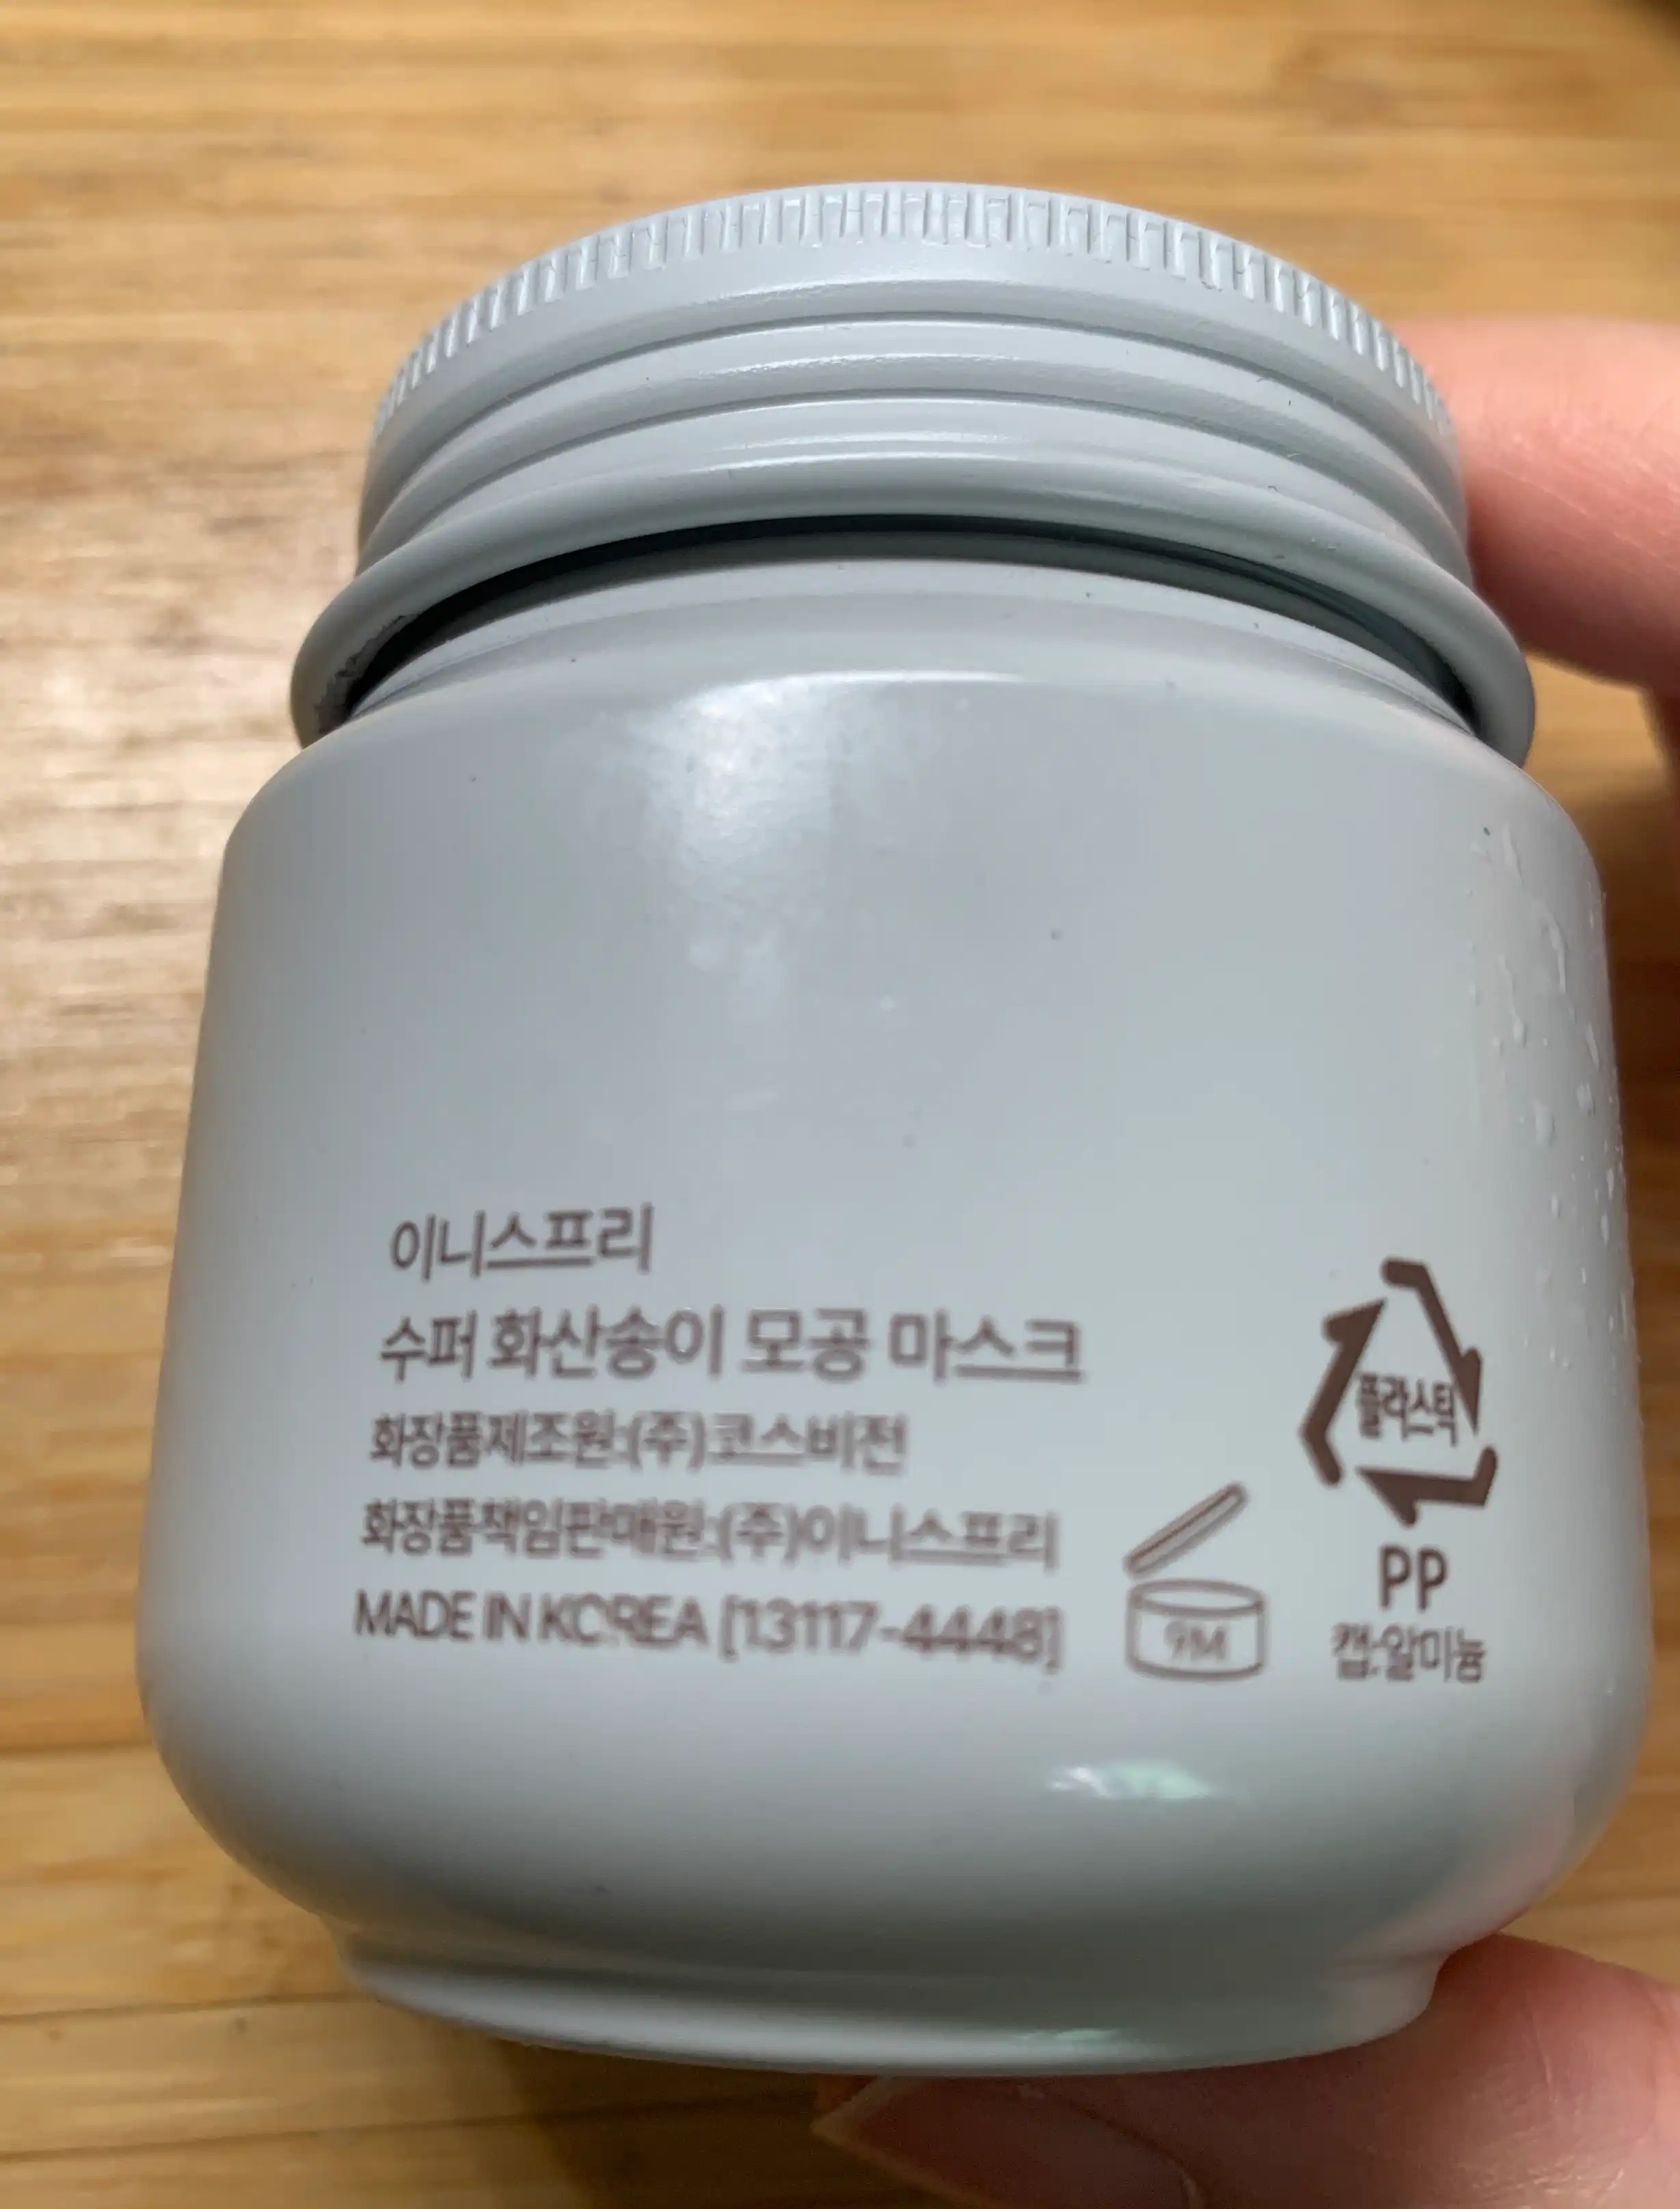 이니스프리
수퍼 화산송이 모공 마스크
화장품제조원:(주)코스비전
화장품책임판매원:(주)이니스프리
MADE IN KOREA [13117-4448]
9M
플라스틱
PP
캡:알미늄